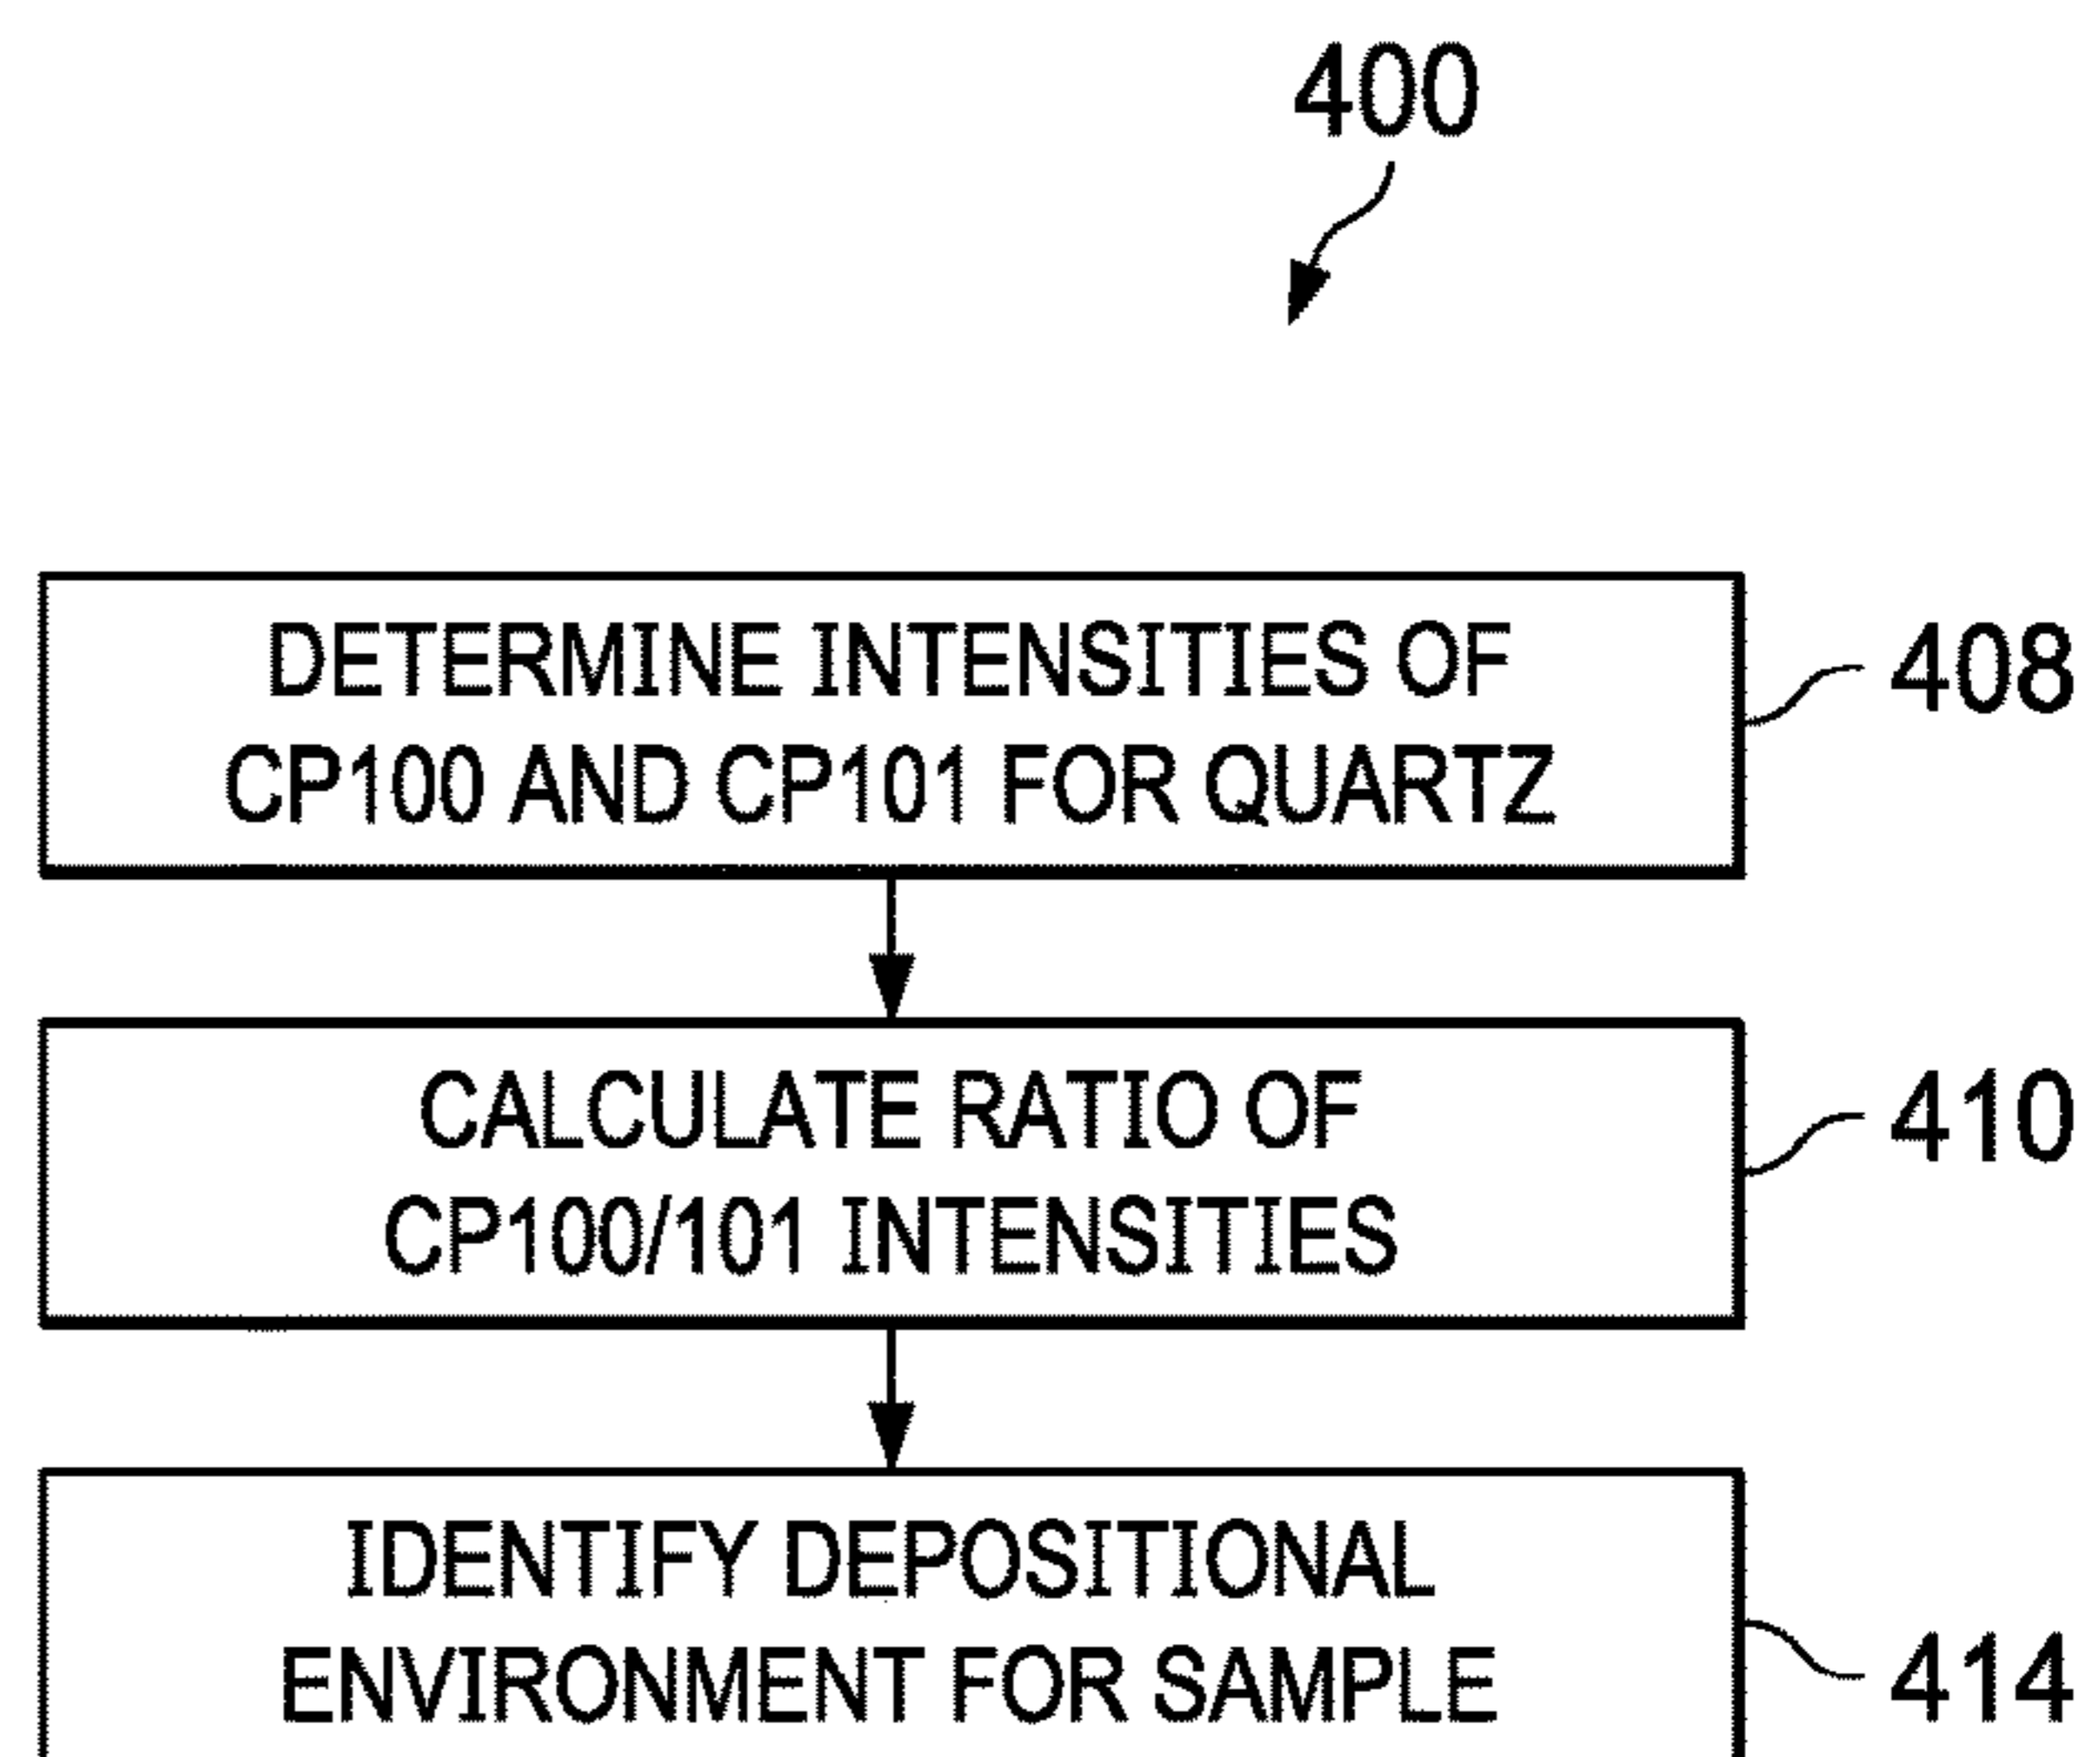 400
DETERMINE INTENSITIES OF
CP100 AND CP101 FOR QUARTZ
408
CALCULATE RATIO OF
CP100/101 INTENSITIES
410
IDENTIFY DEPOSITIONAL
ENVIRONMENT FOR SAMPLE
414